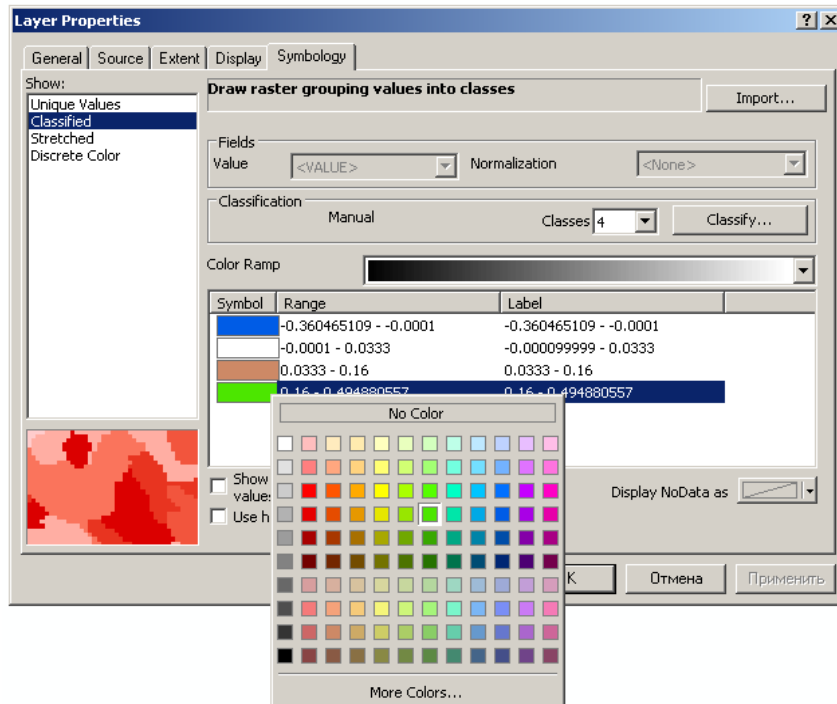 Layer Properties
General Source Extent Display Symbology
Show:
Unique Values
Classified
Stretched
Discrete Color
Draw raster grouping values into classes
Import...
Fields
Value <VALUE> Normalization <None>
Classification
Manual Classes 4 Classify...
Color Ramp
Symbol Range Label
-0.360465109 - -0.0001 -0.360465109 - -0.0001
-0.0001 - 0.0333 -0.000099999 - 0.0333
0.0333 - 0.16 0.0333 - 0.16
0.16 - 0.494880557 0.16 - 0.494880557
No Color
Show
Display NoData as
Use h
K Отмена Применить
More Colors...